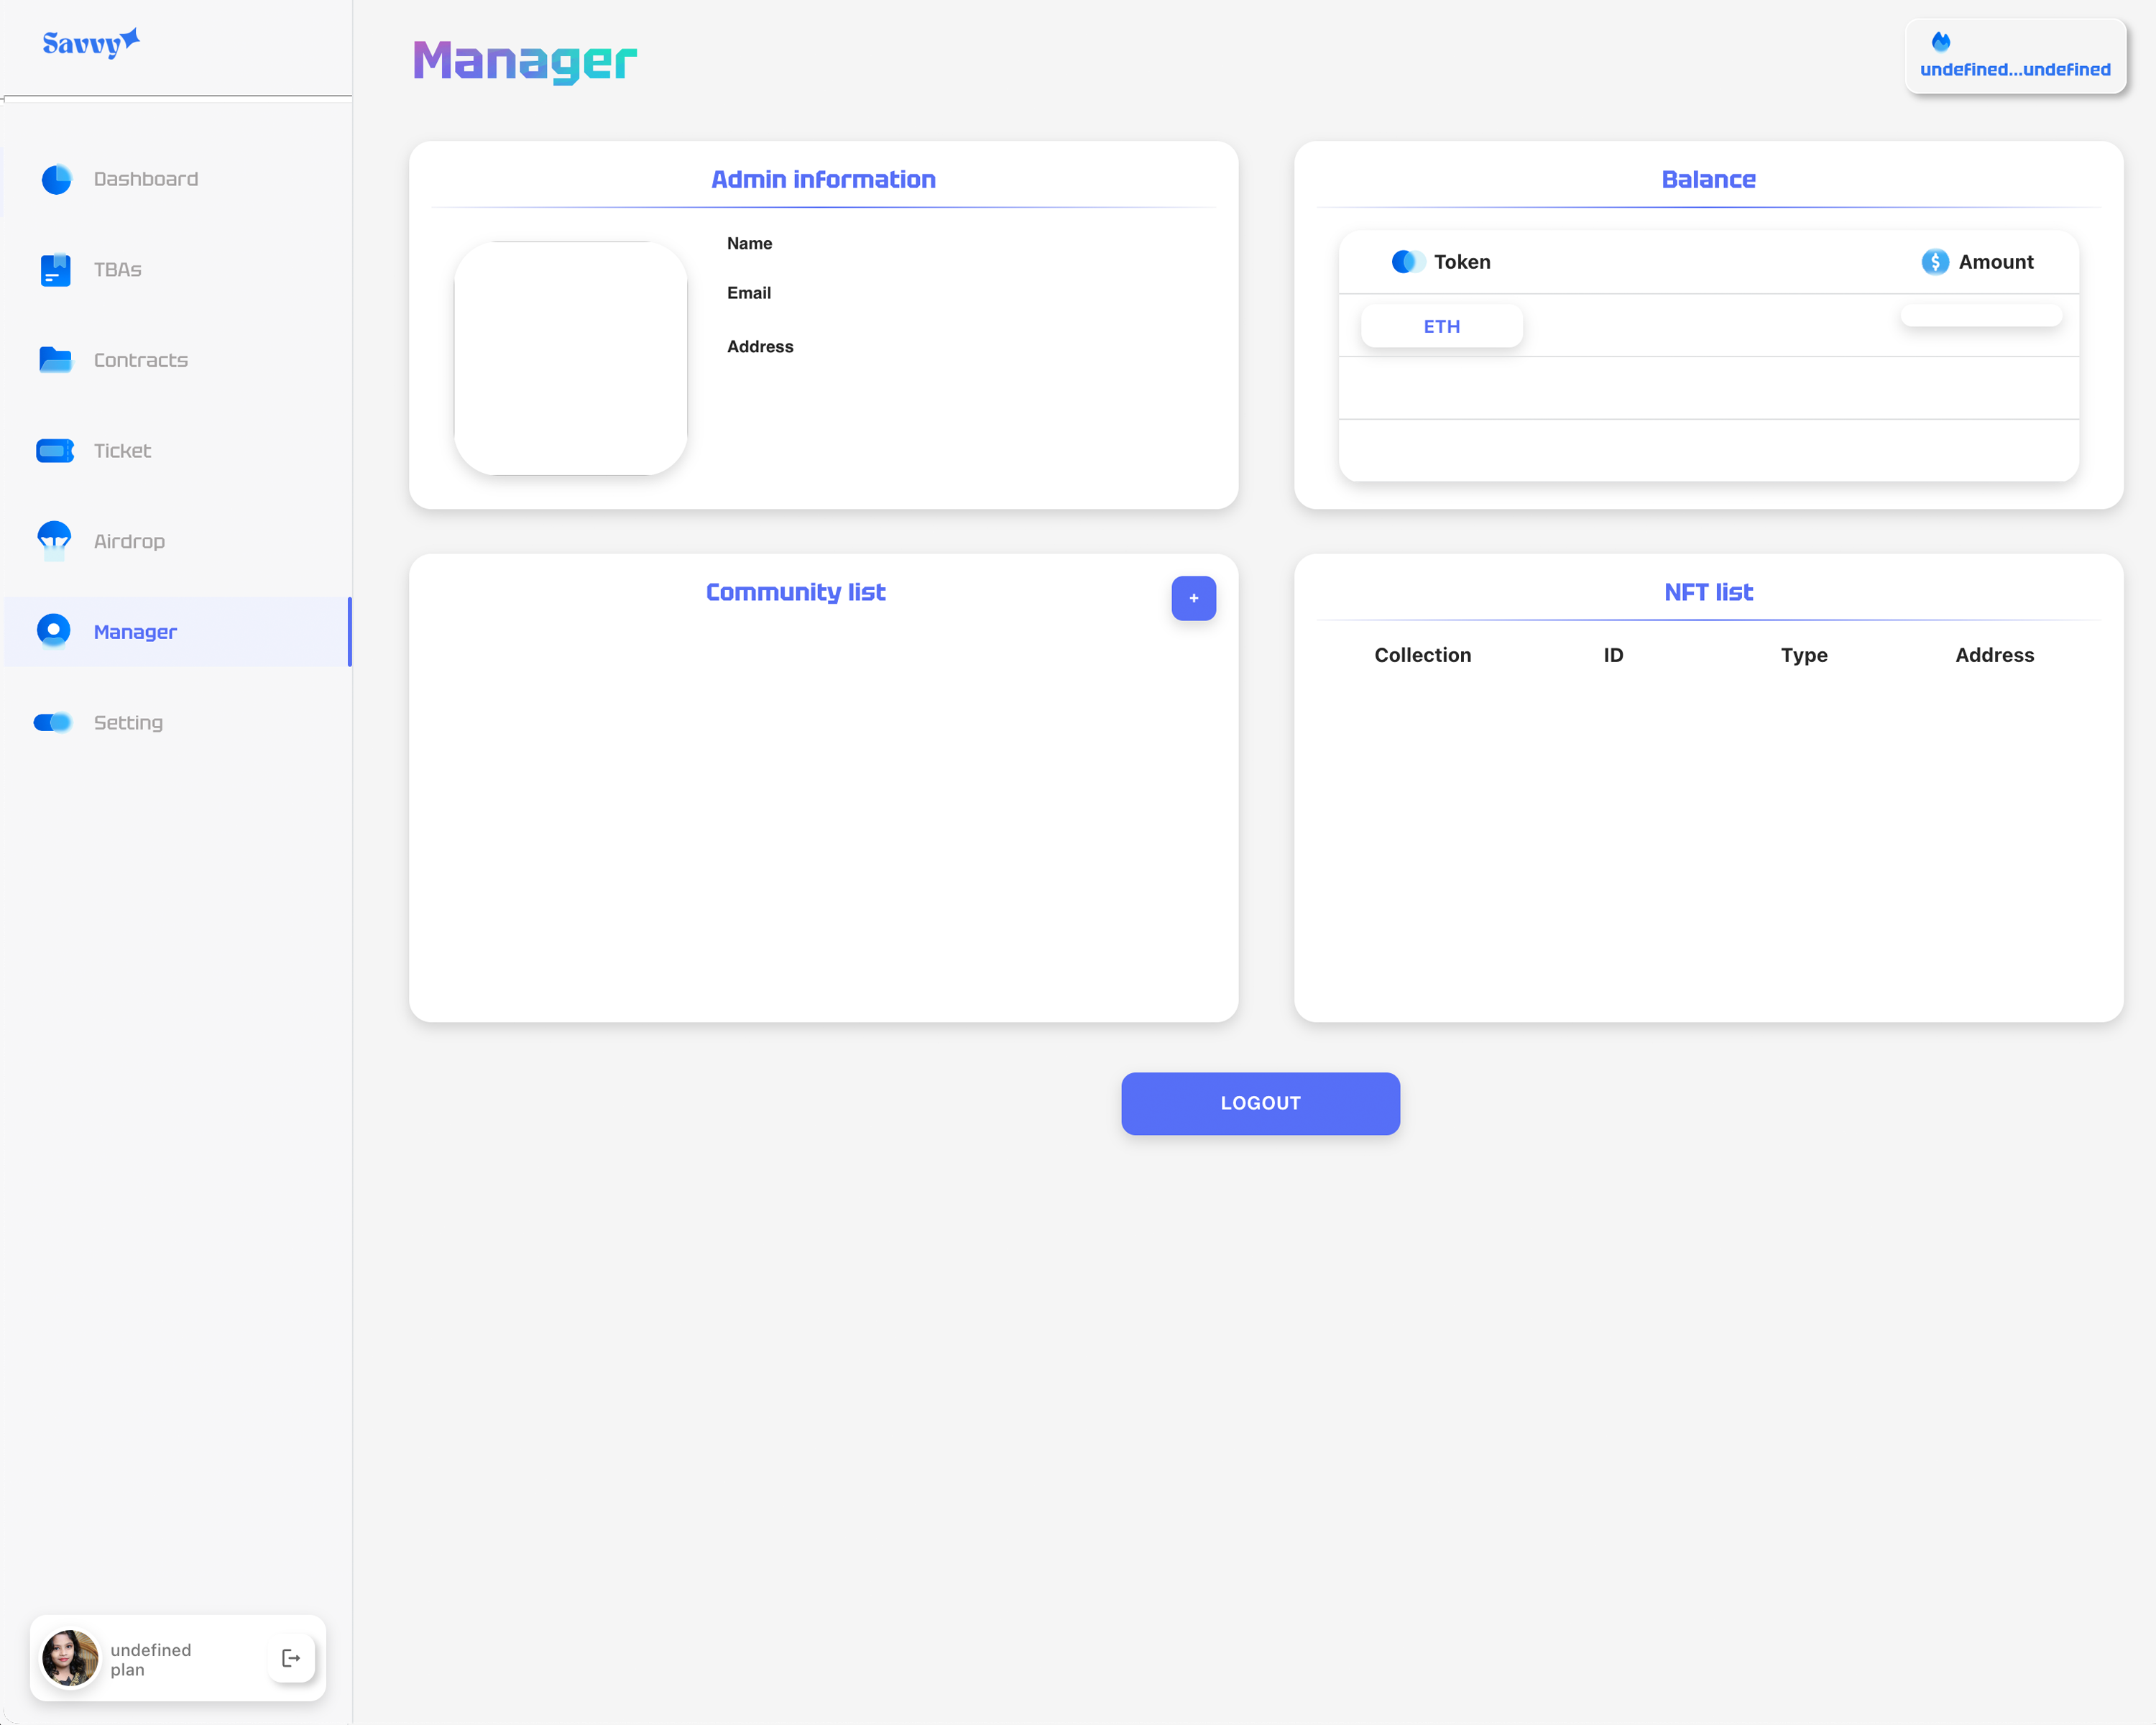 Savvy
Dashboard
TBAs
Contracts
Ticket
Airdrop
Manager
Setting
undefined
plan
Manager
undefined...undefined
Admin information
Name
Email
Address
Balance
Token Amount
ETH
Community list
+
NFT list
Collection ID Type Address
LOGOUT